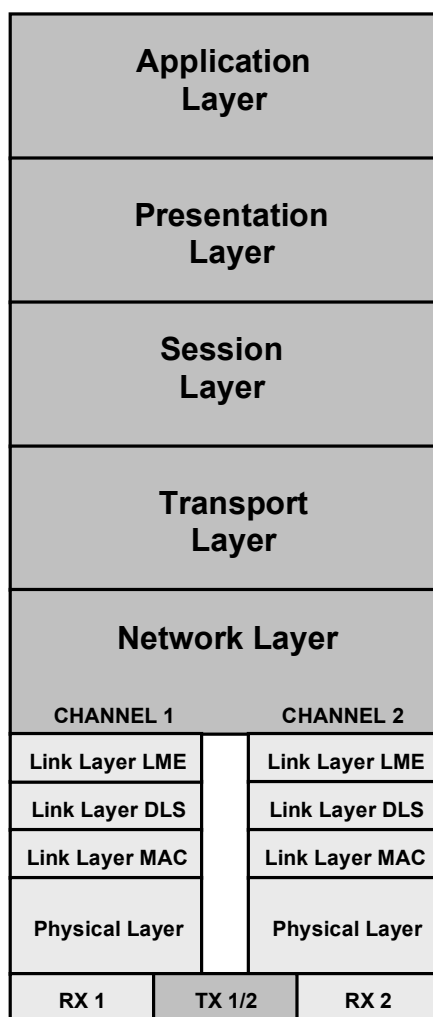 Application
Layer
Presentation
Layer
Session
Layer
Transport
Layer
Network Layer
CHANNEL 1
CHANNEL 2
Link Layer LME
Link Layer LME
Link Layer DLS
Link Layer DLS
Link Layer MAC
Link Layer MAC
Physical Layer
Physical Layer
RX 1
TX 1/2
RX 2